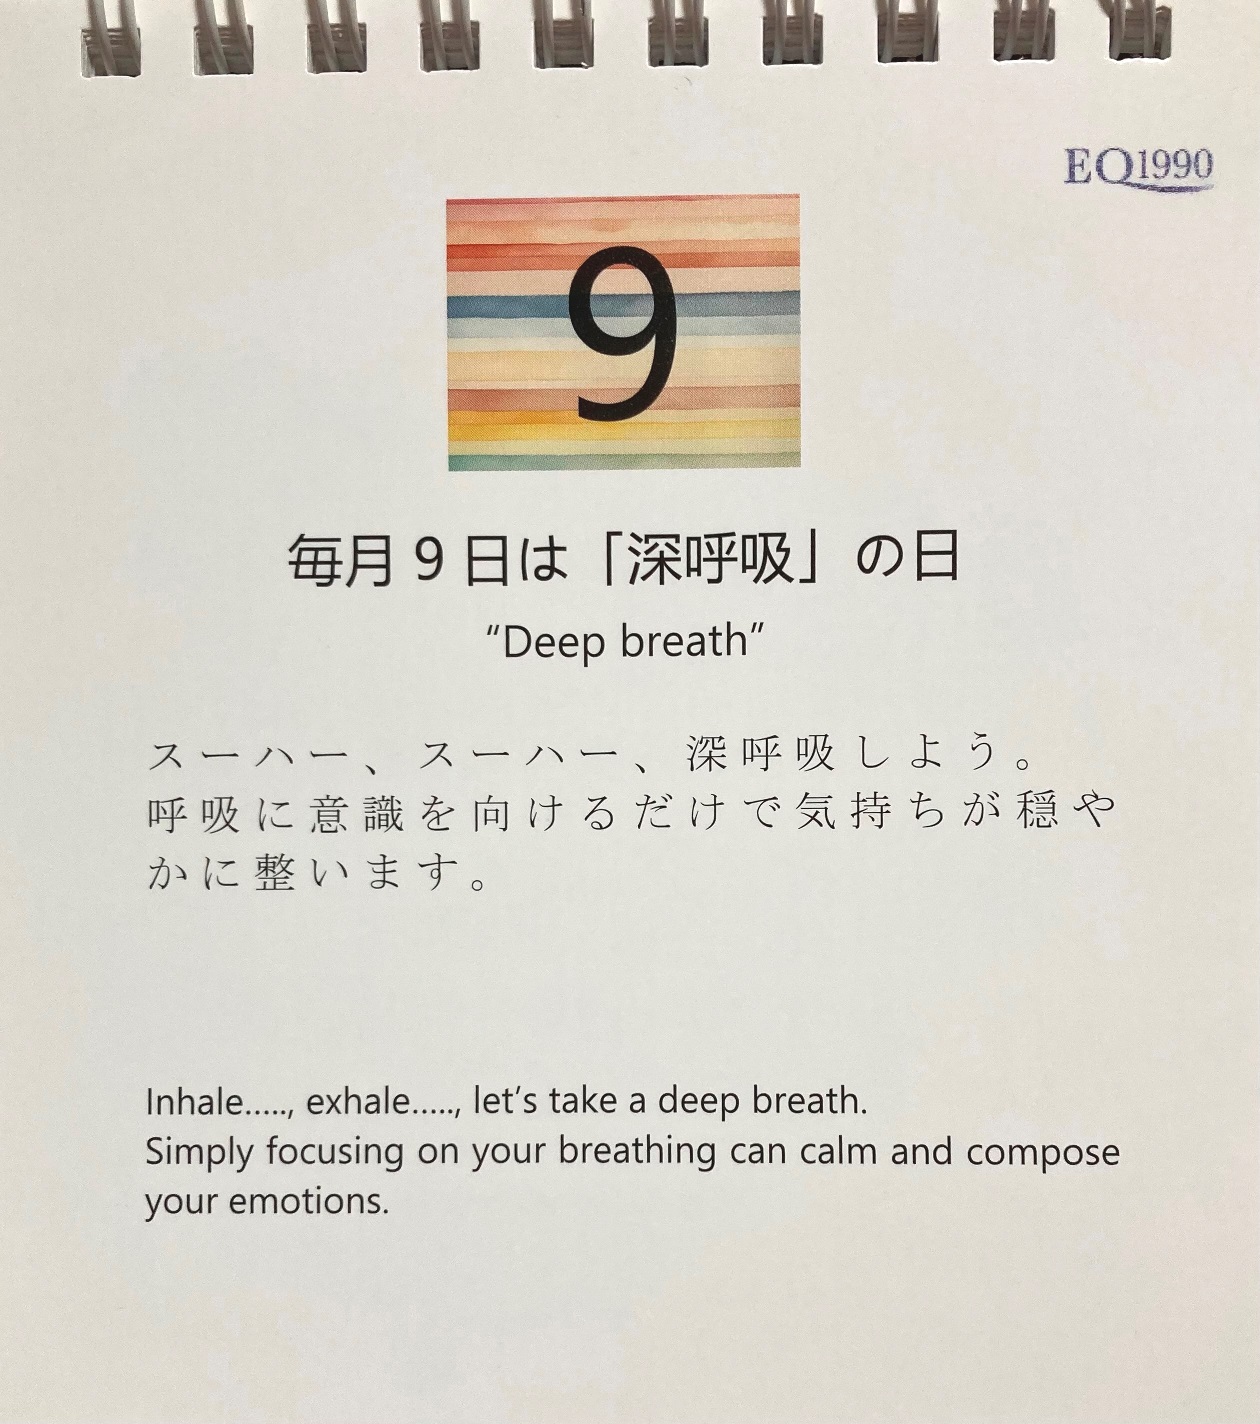 EQ1990
9
毎月 9 日は「深呼吸」の日
“Deep breath”
スーハー、スーハー、深呼吸しよう。
呼吸に意識を向けるだけで気持ちが穏や
かに整います。
Inhale....., exhale....., let’s take a deep breath.
Simply focusing on your breathing can calm and compose
your emotions.